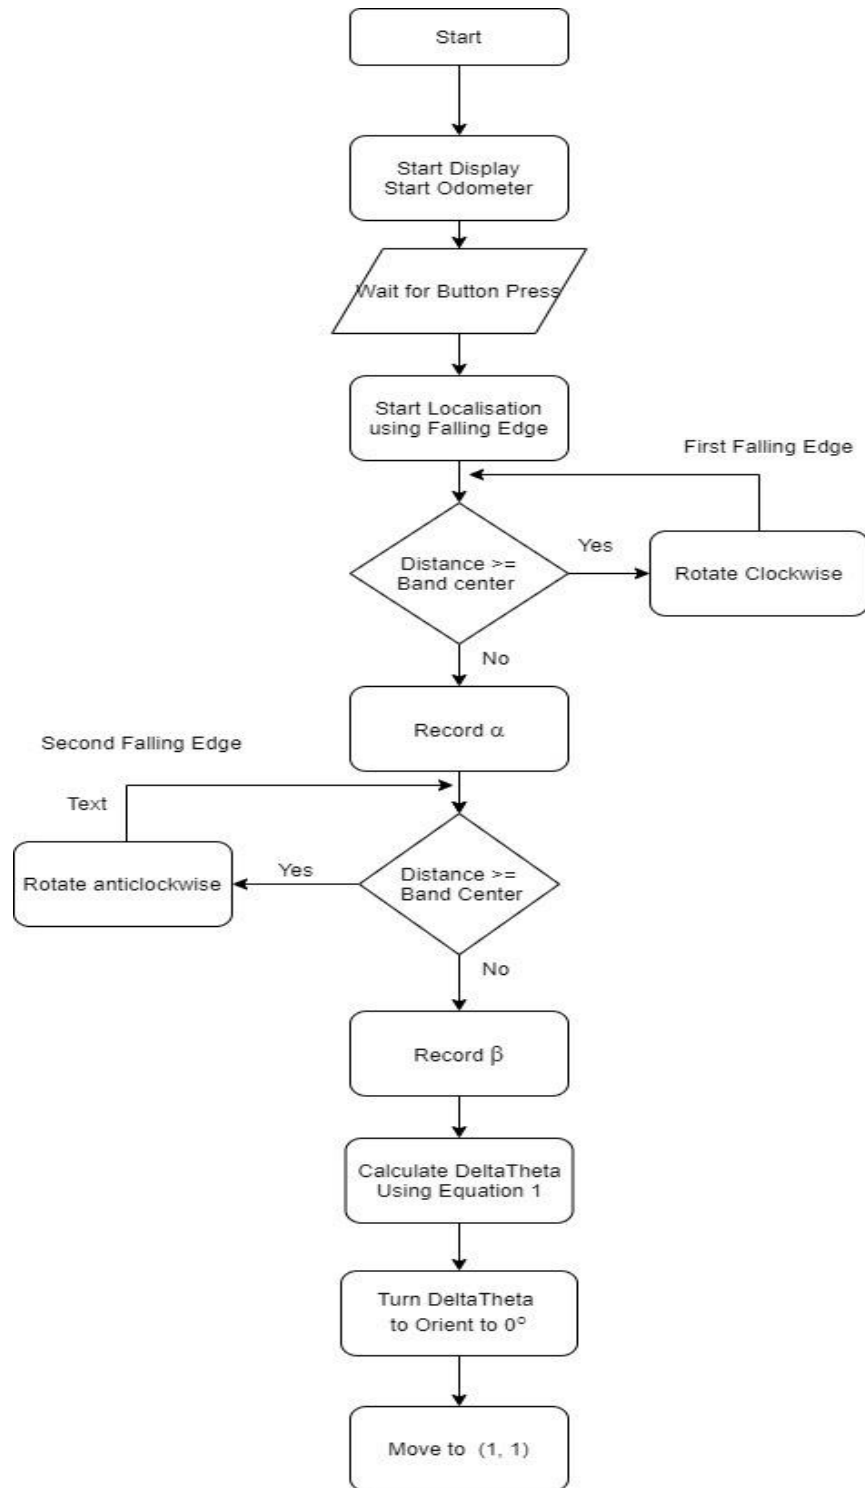 Start
Start Display
Start Odometer
Wait for Button Press
Start Localisation
using Falling Edge
First Falling Edge
Distance >=
Band center
Yes
Rotate Clockwise
No
Record α
Second Falling Edge
Text
Rotate anticlockwise
Yes
Distance >=
Band Center
No
Record β
Calculate DeltaTheta
Using Equation 1
Turn DeltaTheta
to Orient to 0°
Move to (1, 1)